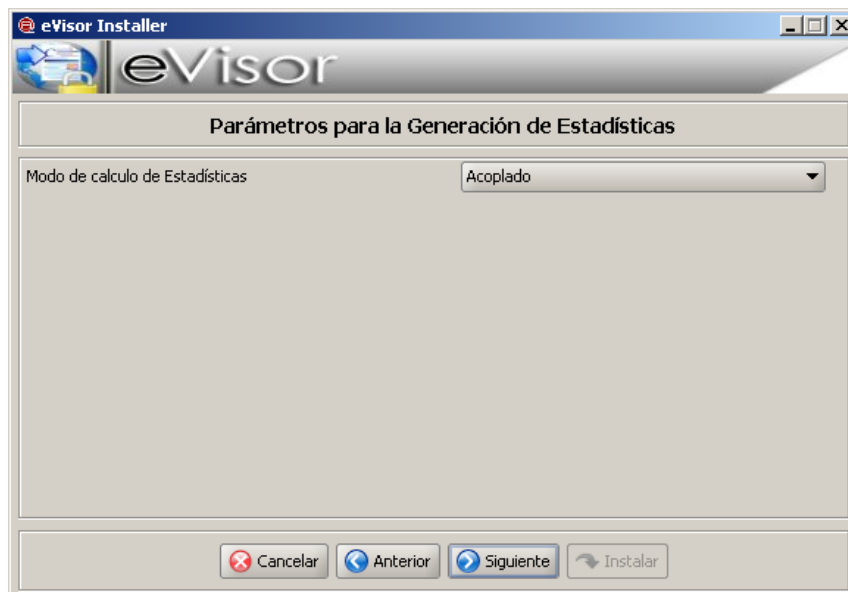 eVisor Installer
eVisor
Parámetros para la Generación de Estadísticas
Modo de calculo de Estadísticas
Acoplado
Cancelar
Anterior
Siguiente
Instalar